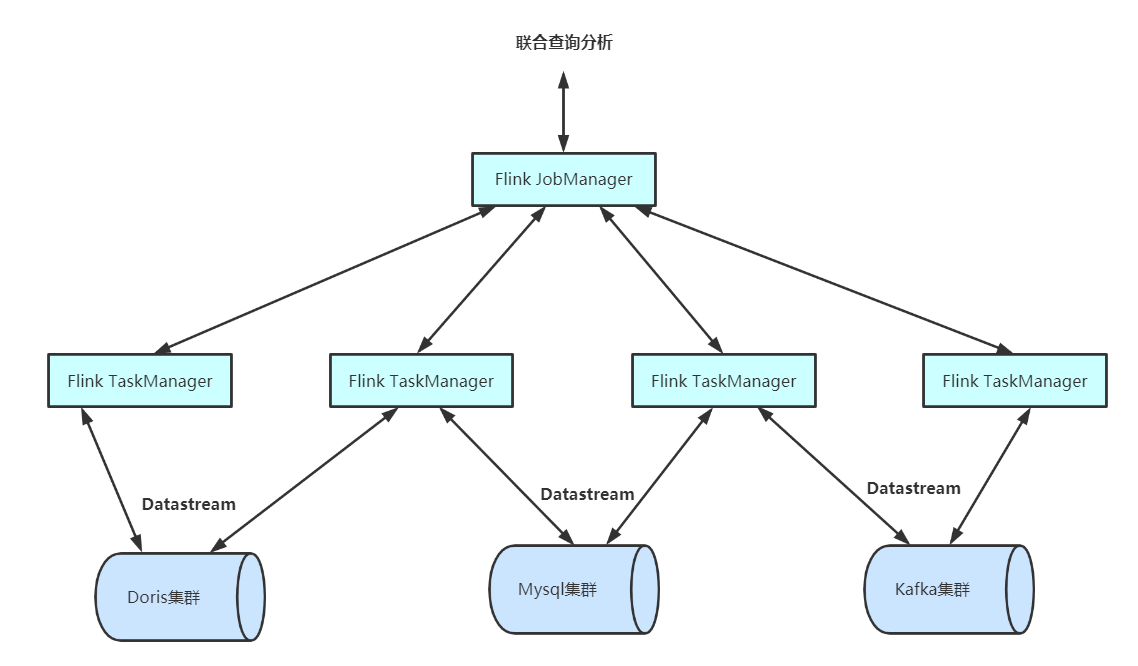 联合查询分析
Flink JobManager
Flink TaskManager
Flink TaskManager
Flink TaskManager
Flink TaskManager
Datastream
Datastream
Datastream
Doris集群
Mysql集群
Kafka集群